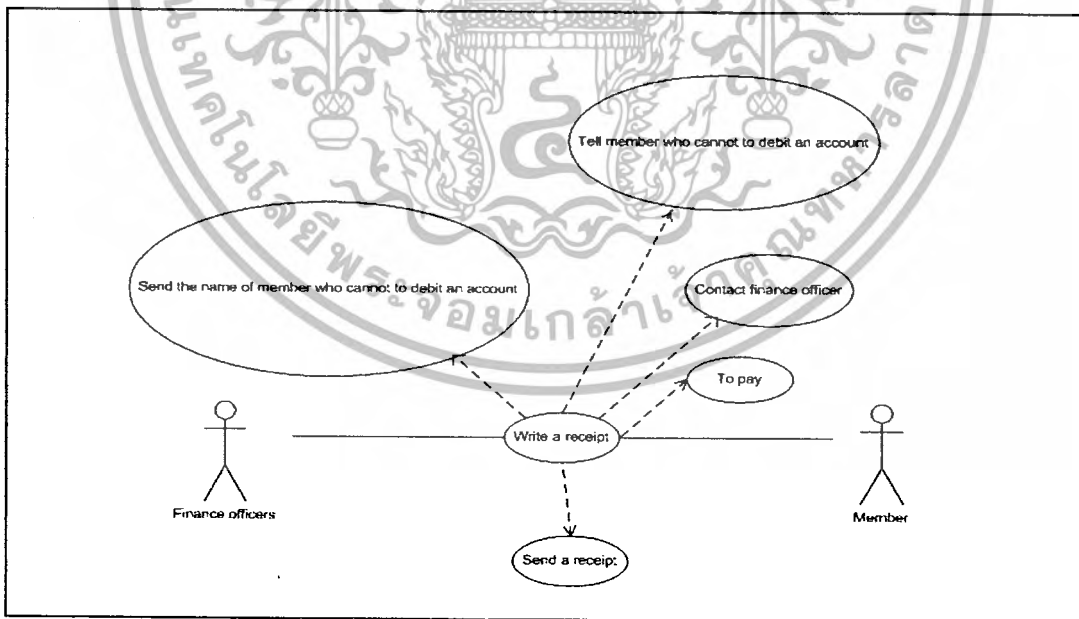 Tell member who cannot to debit an account
Send the name of member who cannot to debit an account
Contact finance officer
To pay
Write a receipt
Finance officers
Member
Send a receipt